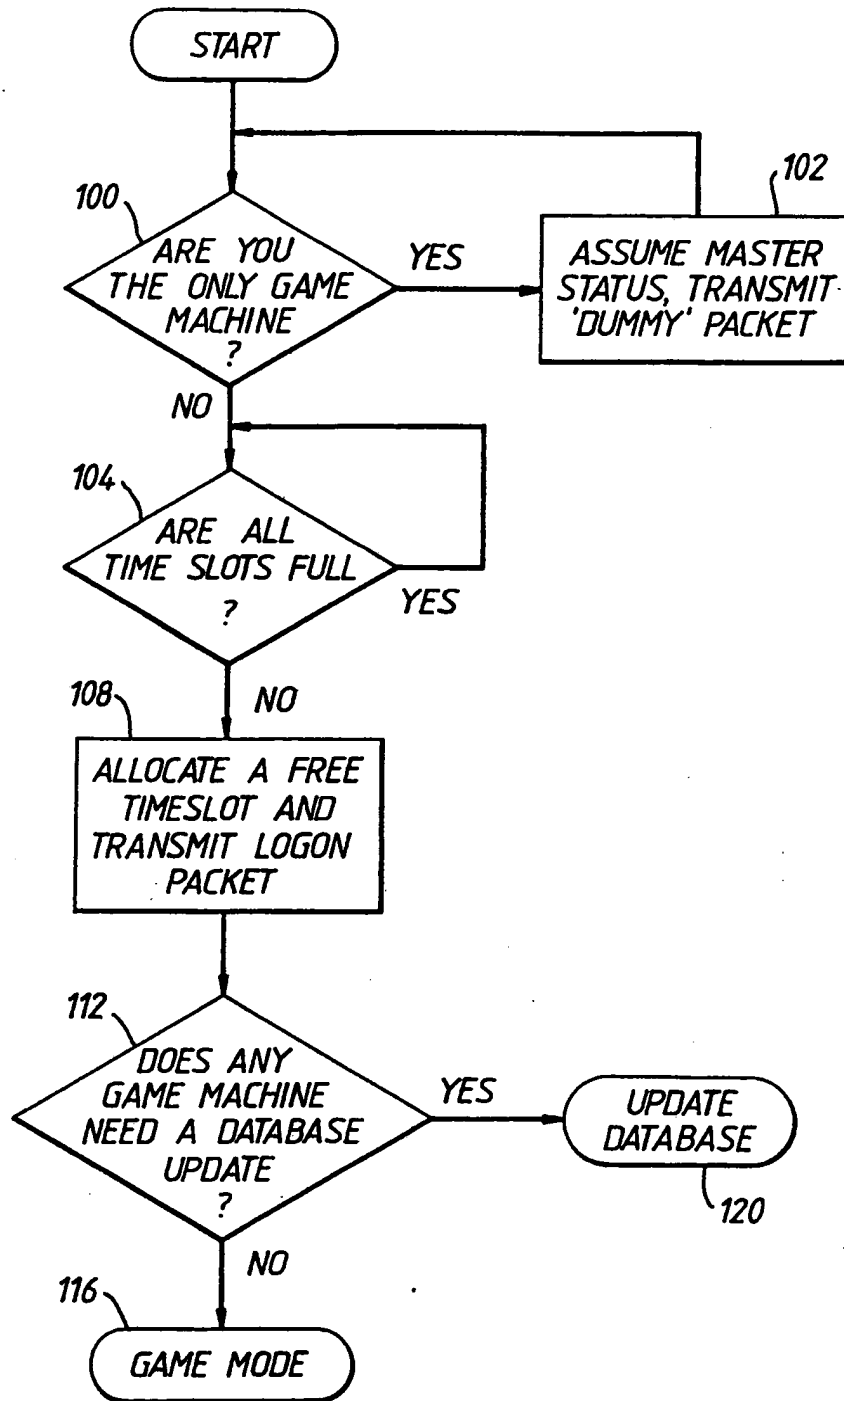 START
100
ARE YOU
THE ONLY GAME
MACHINE
?
YES
102
ASSUME MASTER
STATUS, TRANSMIT
'DUMMY' PACKET
NO
104
ARE ALL
TIME SLOTS FULL
?
YES
NO
108
ALLOCATE A FREE
TIMESLOT AND
TRANSMIT LOGON
PACKET
112
DOES ANY
GAME MACHINE
NEED A DATABASE
UPDATE
?
YES
UPDATE
DATABASE
120
NO
116
GAME MODE